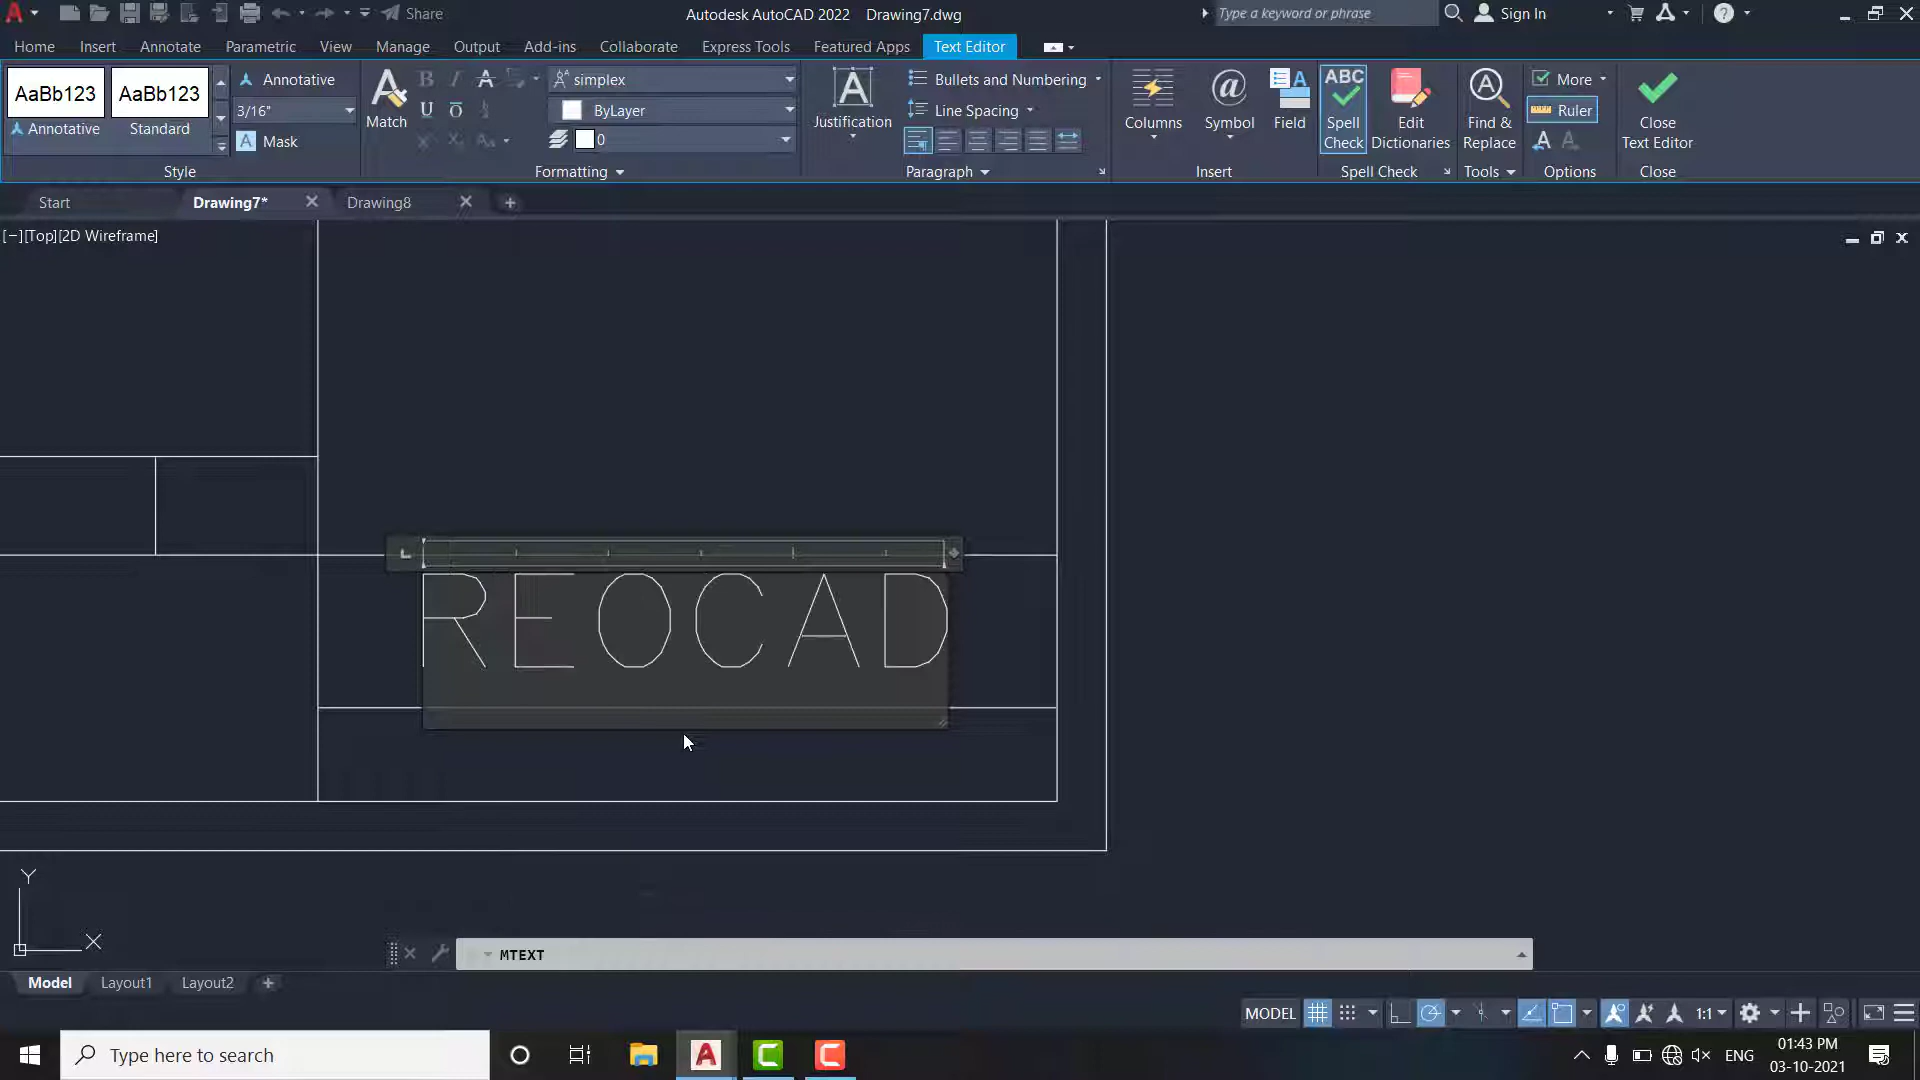 Share
Autodesk AutoCAD 2022 Drawing7.dwg
Type a keyword or phrase
Sign In
Home Insert Annotate Parametric View Manage Output Add-ins Collaborate Express Tools Featured Apps Text Editor
AaBb123 AaBb123
Annotative Standard
Annotative
3/16"
Mask
Style
Match
simplex
ByLayer
0
Formatting
Justification
Bullets and Numbering
Line Spacing
Paragraph
Columns Symbol Field
Insert
ABC
Spell Check
Edit Dictionaries
Spell Check
Find & Replace
Tools
More
Ruler
Options
Close Text Editor
Close
Start Drawing7* Drawing8
[−][Top][2D Wireframe]
REOCAD
Y
X
MTEXT
Model Layout1 Layout2
MODEL 1:1
Type here to search
ENG
01:43 PM
03-10-2021